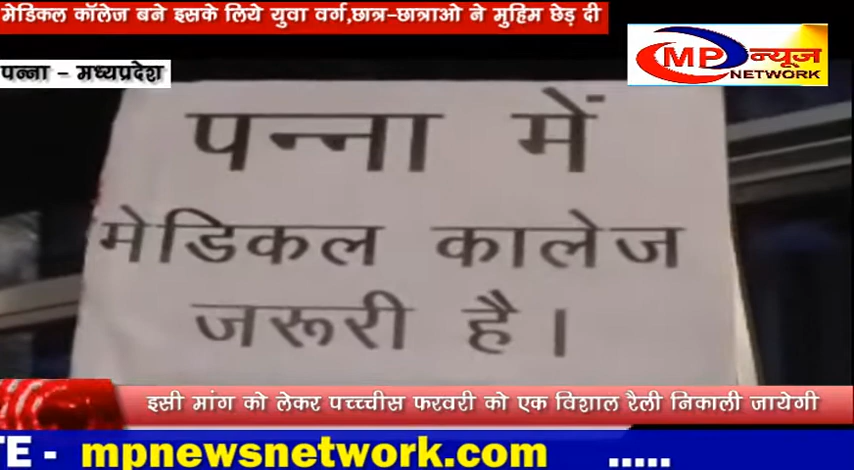 मेडिकल कॉलेज बने इसके लिये युवा वर्ग,छात्र-छात्राओ ने मुहिम छेड़ दी
MP न्यूज
NETWORK
पन्ना - मध्यप्रदेश
पन्ना में
मेडिकल कालेज
जरूरी है।
इसी मांग को लेकर पच्च्चीस फरवरी को एक विशाल रैली निकाली जायेगी
TE - mpnewsnetwork.com .....